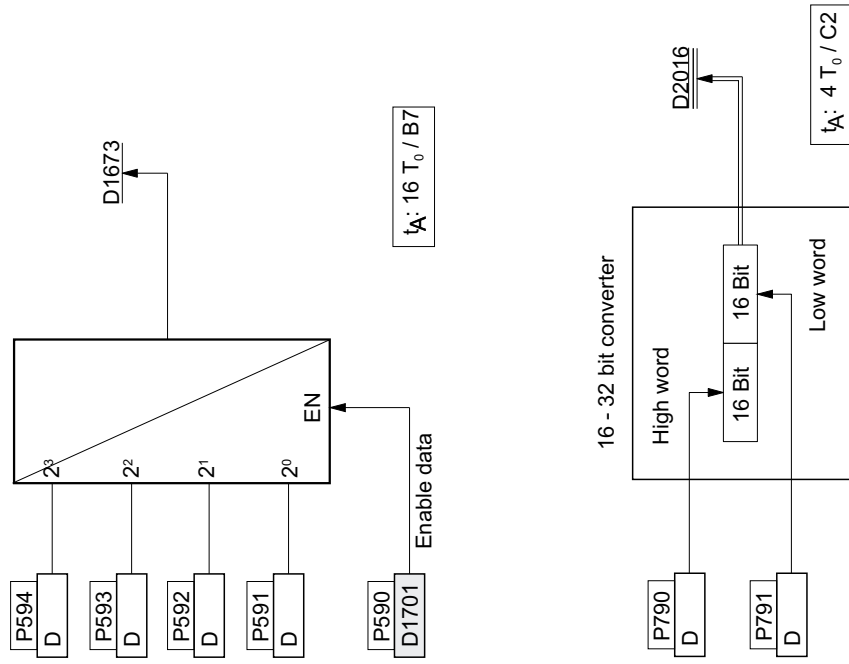 P594
D
2³
P593
D
2²
P592
D
2¹
P591
D
2⁰
P590
D1701
Enable data
EN
D1673
tA: 16 T₀ / B7
16 - 32 bit converter
P790
D
High word
16 Bit
16 Bit
P791
D
Low word
D2016
tA: 4 T₀ / C2